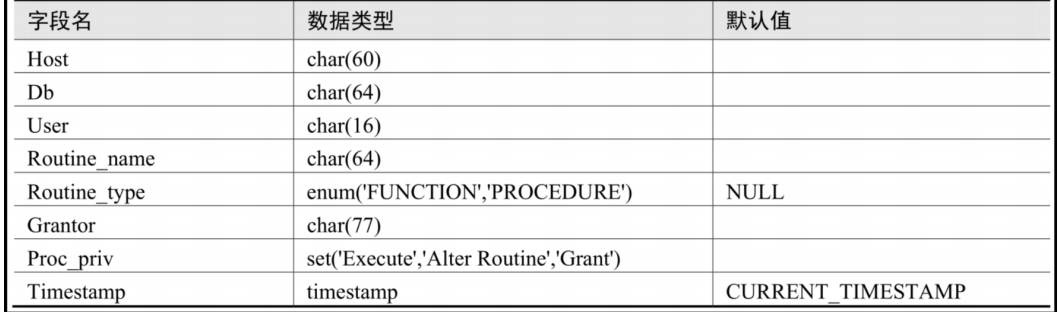 字段名 数据类型 默认值
Host char(60)
Db char(64)
User char(16)
Routine_name char(64)
Routine_type enum('FUNCTION','PROCEDURE') NULL
Grantor char(77)
Proc_priv set('Execute','Alter Routine','Grant')
Timestamp timestamp CURRENT_TIMESTAMP